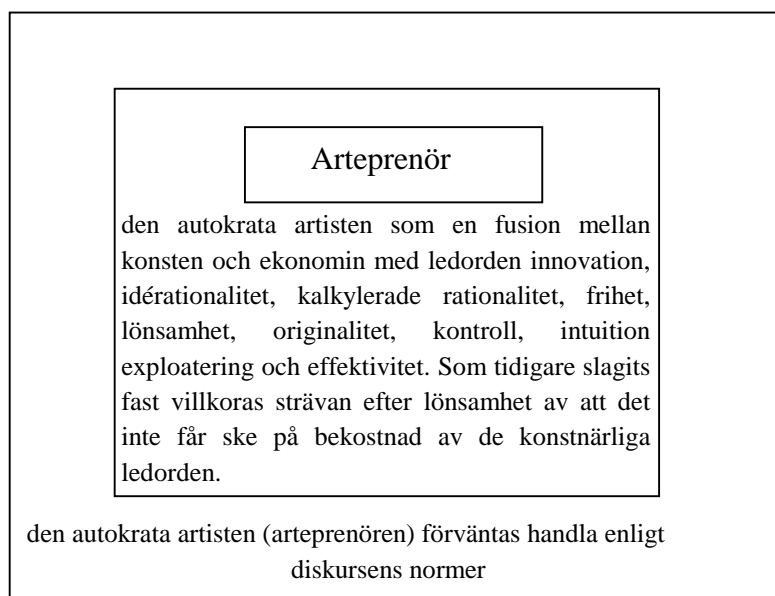 Arteprenör
den autokrata artisten som en fusion mellan
konsten och ekonomin med ledorden innovation,
idérationalitet, kalkylerade rationalitet, frihet,
lönsamhet, originalitet, kontroll, intuition
exploatering och effektivitet. Som tidigare slagits
fast villkoras strävan efter lönsamhet av att det
inte får ske på bekostnad av de konstnärliga
ledorden.
den autokrata artisten (arteprenören) förväntas handla enligt
diskursens normer